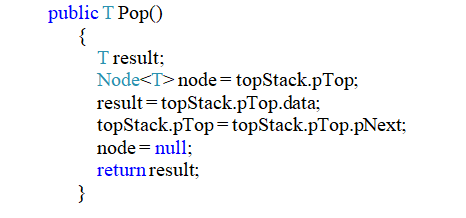 public T Pop()
{
T result;
Node<T> node = topStack.pTop;
result = topStack.pTop.data;
topStack.pTop = topStack.pTop.pNext;
node = null;
return result;
}